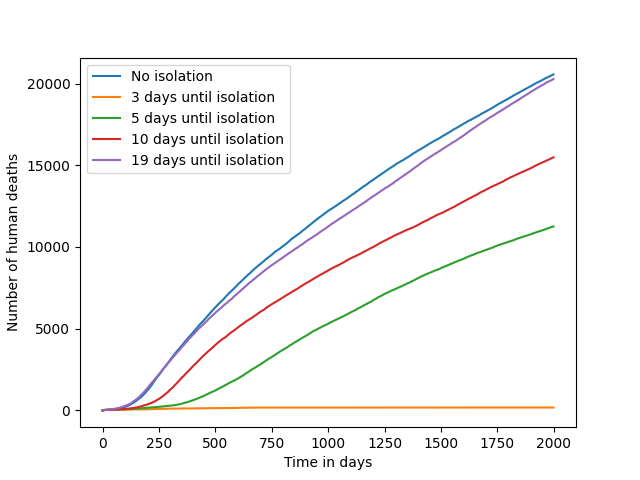 No isolation
3 days until isolation
5 days until isolation
10 days until isolation
19 days until isolation
Number of human deaths
20000
15000
10000
5000
0
0 250 500 750 1000 1250 1500 1750 2000
Time in days